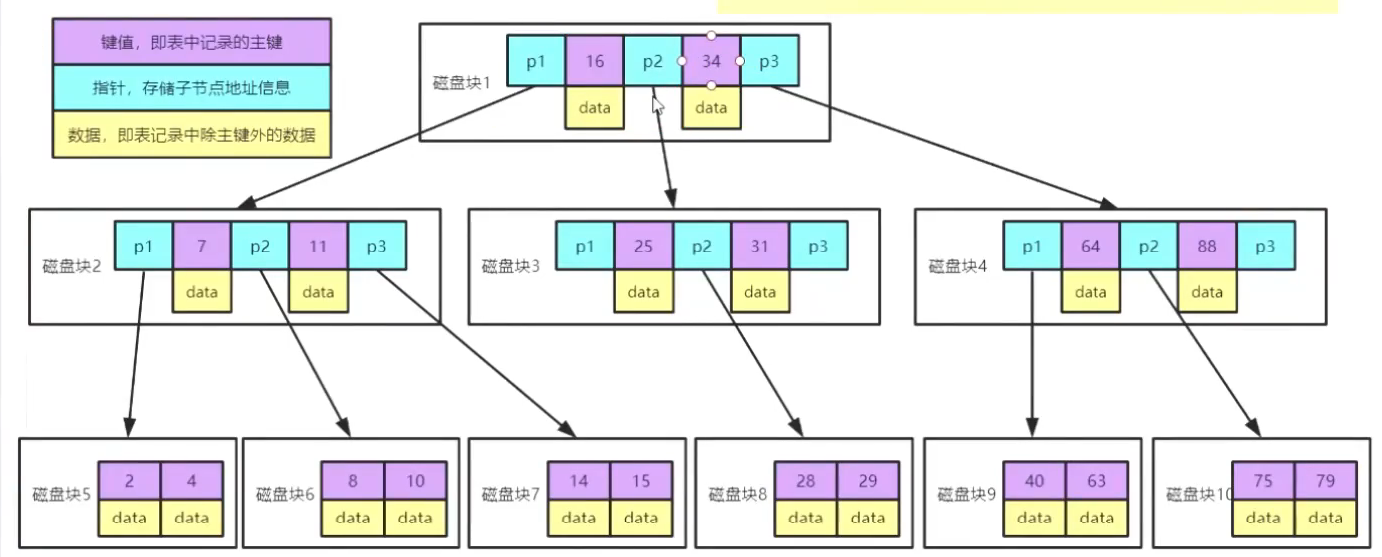 键值，即表中记录的主键
指针，存储子节点地址信息
数据，即表记录中除主键外的数据
磁盘块1
p1 16 p2 34 p3
data data
磁盘块2
p1 7 p2 11 p3
data data
磁盘块3
p1 25 p2 31 p3
data data
磁盘块4
p1 64 p2 88 p3
data data
磁盘块5
2 4
data data
磁盘块6
8 10
data data
磁盘块7
14 15
data data
磁盘块8
28 29
data data
磁盘块9
40 63
data data
磁盘块10
75 79
data data